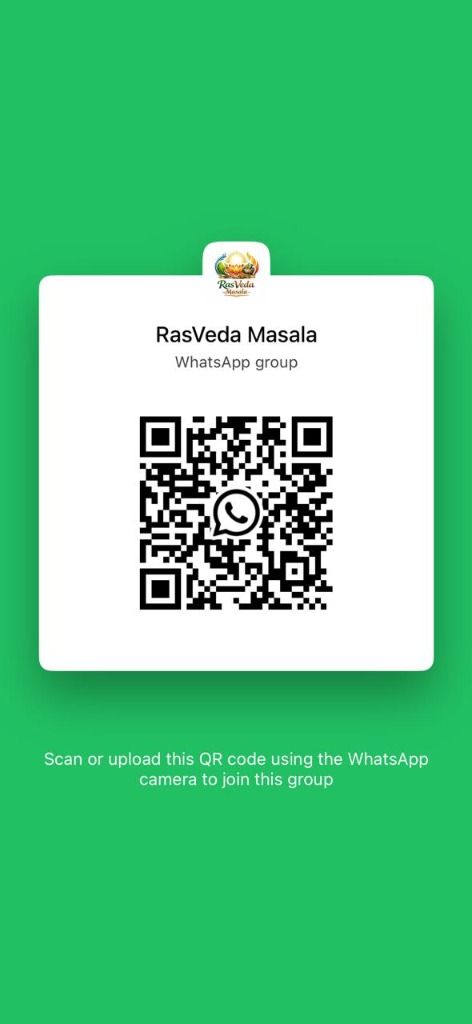 RasVeda
Masala
RasVeda Masala
WhatsApp group
Scan or upload this QR code using the WhatsApp
camera to join this group